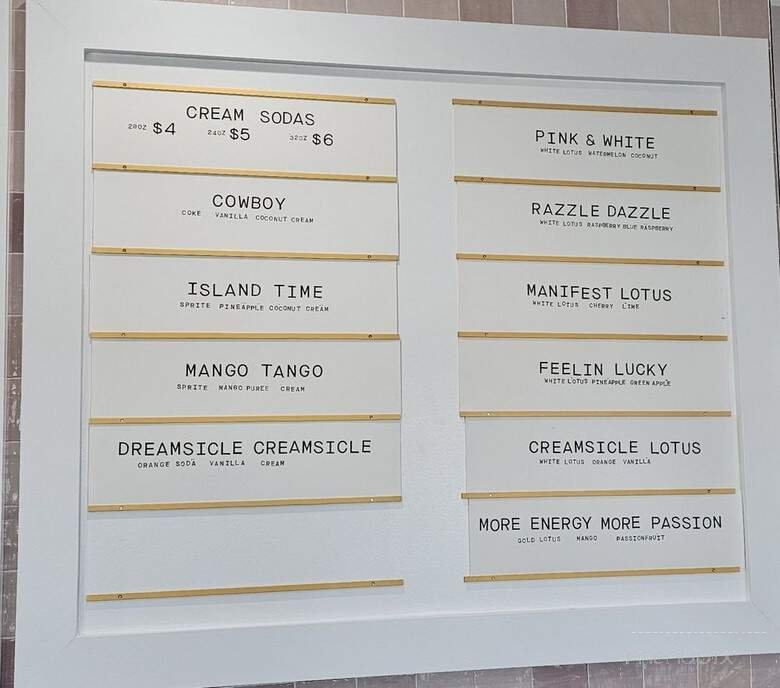 CREAM SODAS
$4 24OZ $5 32OZ $6
COWBOY
COKE VANILLA COCONUT CREAM
ISLAND TIME
SPRITE PINEAPPLE COCONUT CREAM
MANGO TANGO
SPRITE MANGO PUREE CREAM
DREAMSICLE CREAMSICLE
ORANGE SODA VANILLA CREAM
PINK & WHITE
WHITE LOTUS WATERMELON COCONUT
RAZZLE DAZZLE
WHITE LOTUS RASPBERRY BLUE RASPBERRY
MANIFEST LOTUS
WHITE LOTUS CHERRY LIME
FEELIN LUCKY
WHITE LOTUS PINEAPPLE GREEN APPLE
CREAMSICLE LOTUS
WHITE LOTUS ORANGE VANILLA
MORE ENERGY MORE PASSION
GOLD LOTUS MANGO PASSIONFRUIT